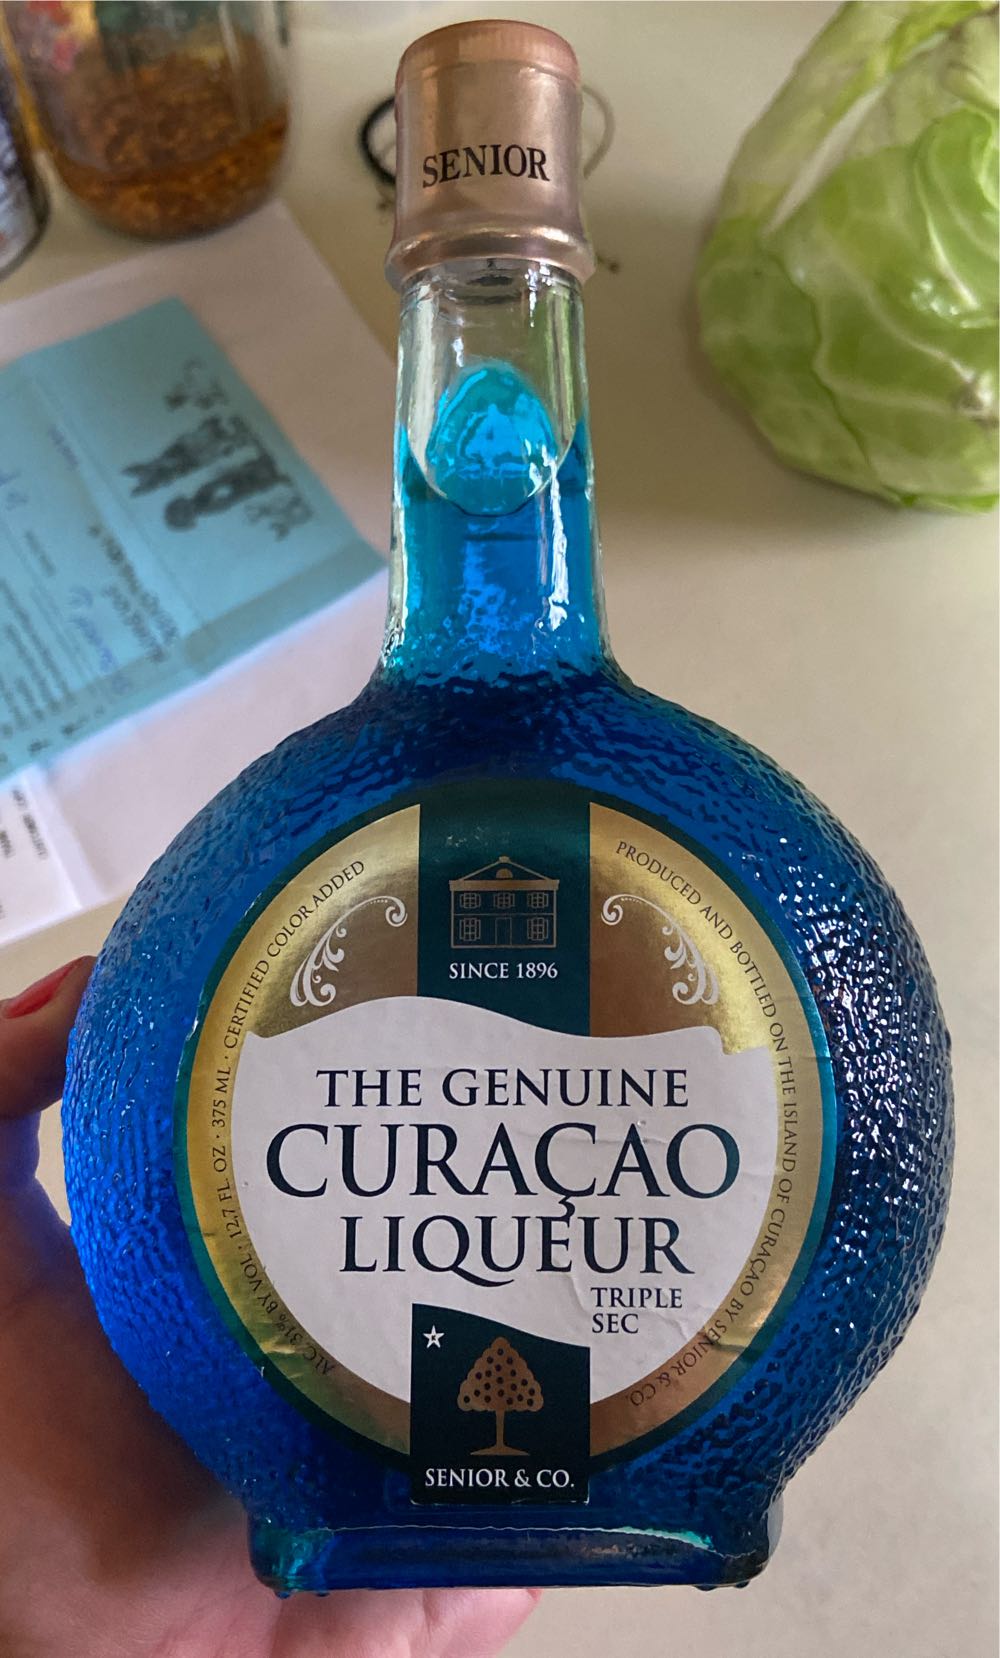 SENIOR
SINCE 1896
ALC. 31% BY VOL · 12.7 FL. OZ · 375 ML · CERTIFIED COLOR ADDED
PRODUCED AND BOTTLED ON THE ISLAND OF CURAÇAO BY SENIOR & CO.
THE GENUINE
CURAÇAO
LIQUEUR
TRIPLE
SEC
SENIOR & CO.